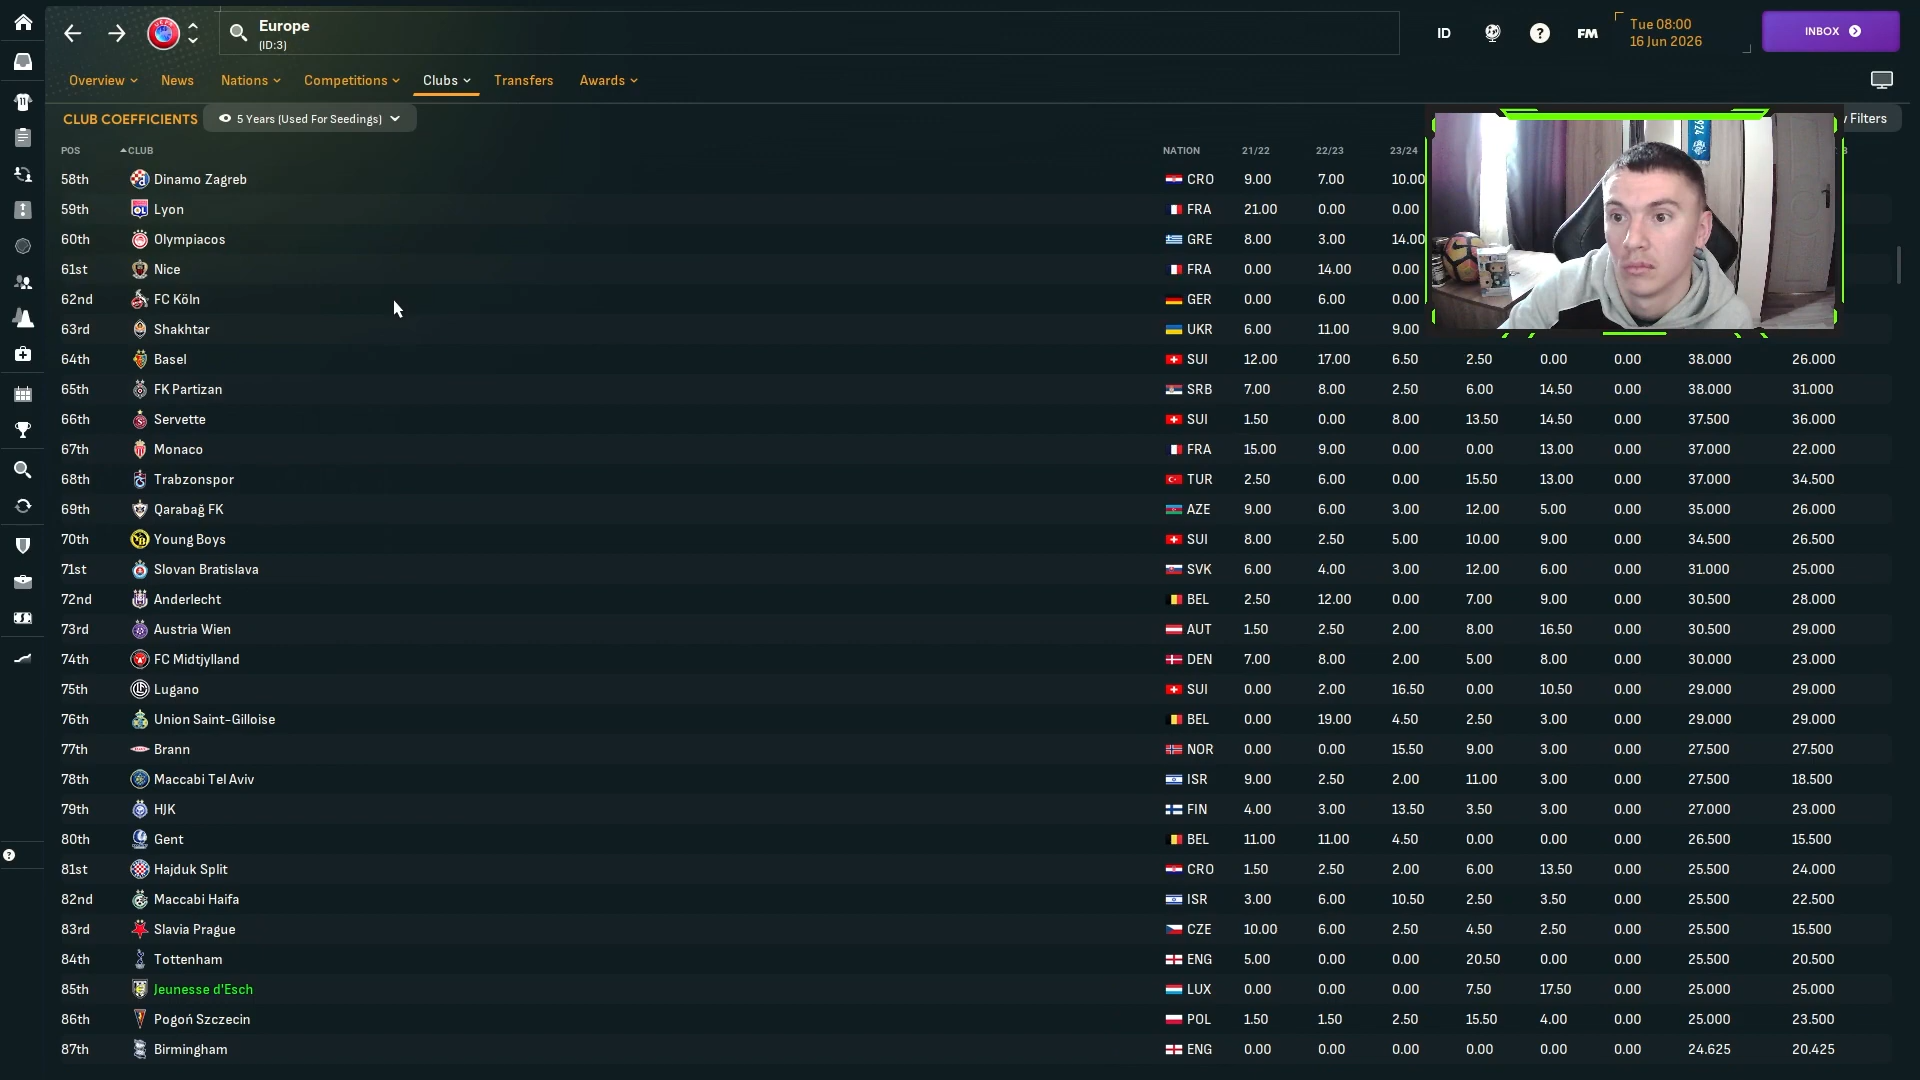 Europe
(ID:3)
ID
FM
Tue 08:00
16 Jun 2026
INBOX
Overview News Nations Competitions Clubs Transfers Awards
CLUB COEFFICIENTS 5 Years (Used For Seedings) Filters
POS CLUB NATION 21/22 22/23 23/24
58th Dinamo Zagreb CRO 9.00 7.00 10.00
59th Lyon FRA 21.00 0.00 0.00
60th Olympiacos GRE 8.00 3.00 14.00
61st Nice FRA 0.00 14.00 0.00
62nd FC Köln GER 0.00 6.00 0.00
63rd Shakhtar UKR 6.00 11.00 9.00
64th Basel SUI 12.00 17.00 6.50 2.50 0.00 0.00 38.000 26.000
65th FK Partizan SRB 7.00 8.00 2.50 6.00 14.50 0.00 38.000 31.000
66th Servette SUI 1.50 0.00 8.00 13.50 14.50 0.00 37.500 36.000
67th Monaco FRA 15.00 9.00 0.00 0.00 13.00 0.00 37.000 22.000
68th Trabzonspor TUR 2.50 6.00 0.00 15.50 13.00 0.00 37.000 34.500
69th Qarabağ FK AZE 9.00 6.00 3.00 12.00 5.00 0.00 35.000 26.000
70th Young Boys SUI 8.00 2.50 5.00 10.00 9.00 0.00 34.500 26.500
71st Slovan Bratislava SVK 6.00 4.00 3.00 12.00 6.00 0.00 31.000 25.000
72nd Anderlecht BEL 2.50 12.00 0.00 7.00 9.00 0.00 30.500 28.000
73rd Austria Wien AUT 1.50 2.50 2.00 8.00 16.50 0.00 30.500 29.000
74th FC Midtjylland DEN 7.00 8.00 2.00 5.00 8.00 0.00 30.000 23.000
75th Lugano SUI 0.00 2.00 16.50 0.00 10.50 0.00 29.000 29.000
76th Union Saint-Gilloise BEL 0.00 19.00 4.50 2.50 3.00 0.00 29.000 29.000
77th Brann NOR 0.00 0.00 15.50 9.00 3.00 0.00 27.500 27.500
78th Maccabi Tel Aviv ISR 9.00 2.50 2.00 11.00 3.00 0.00 27.500 18.500
79th HJK FIN 4.00 3.00 13.50 3.50 3.00 0.00 27.000 23.000
80th Gent BEL 11.00 11.00 4.50 0.00 0.00 0.00 26.500 15.500
81st Hajduk Split CRO 1.50 2.50 2.00 6.00 13.50 0.00 25.500 24.000
82nd Maccabi Haifa ISR 3.00 6.00 10.50 2.50 3.50 0.00 25.500 22.500
83rd Slavia Prague CZE 10.00 6.00 2.50 4.50 2.50 0.00 25.500 15.500
84th Tottenham ENG 5.00 0.00 0.00 20.50 0.00 0.00 25.500 20.500
85th Jeunesse d'Esch LUX 0.00 0.00 0.00 7.50 17.50 0.00 25.000 25.000
86th Pogoń Szczecin POL 1.50 1.50 2.50 15.50 4.00 0.00 25.000 23.500
87th Birmingham ENG 0.00 0.00 0.00 0.00 0.00 0.00 24.625 20.425